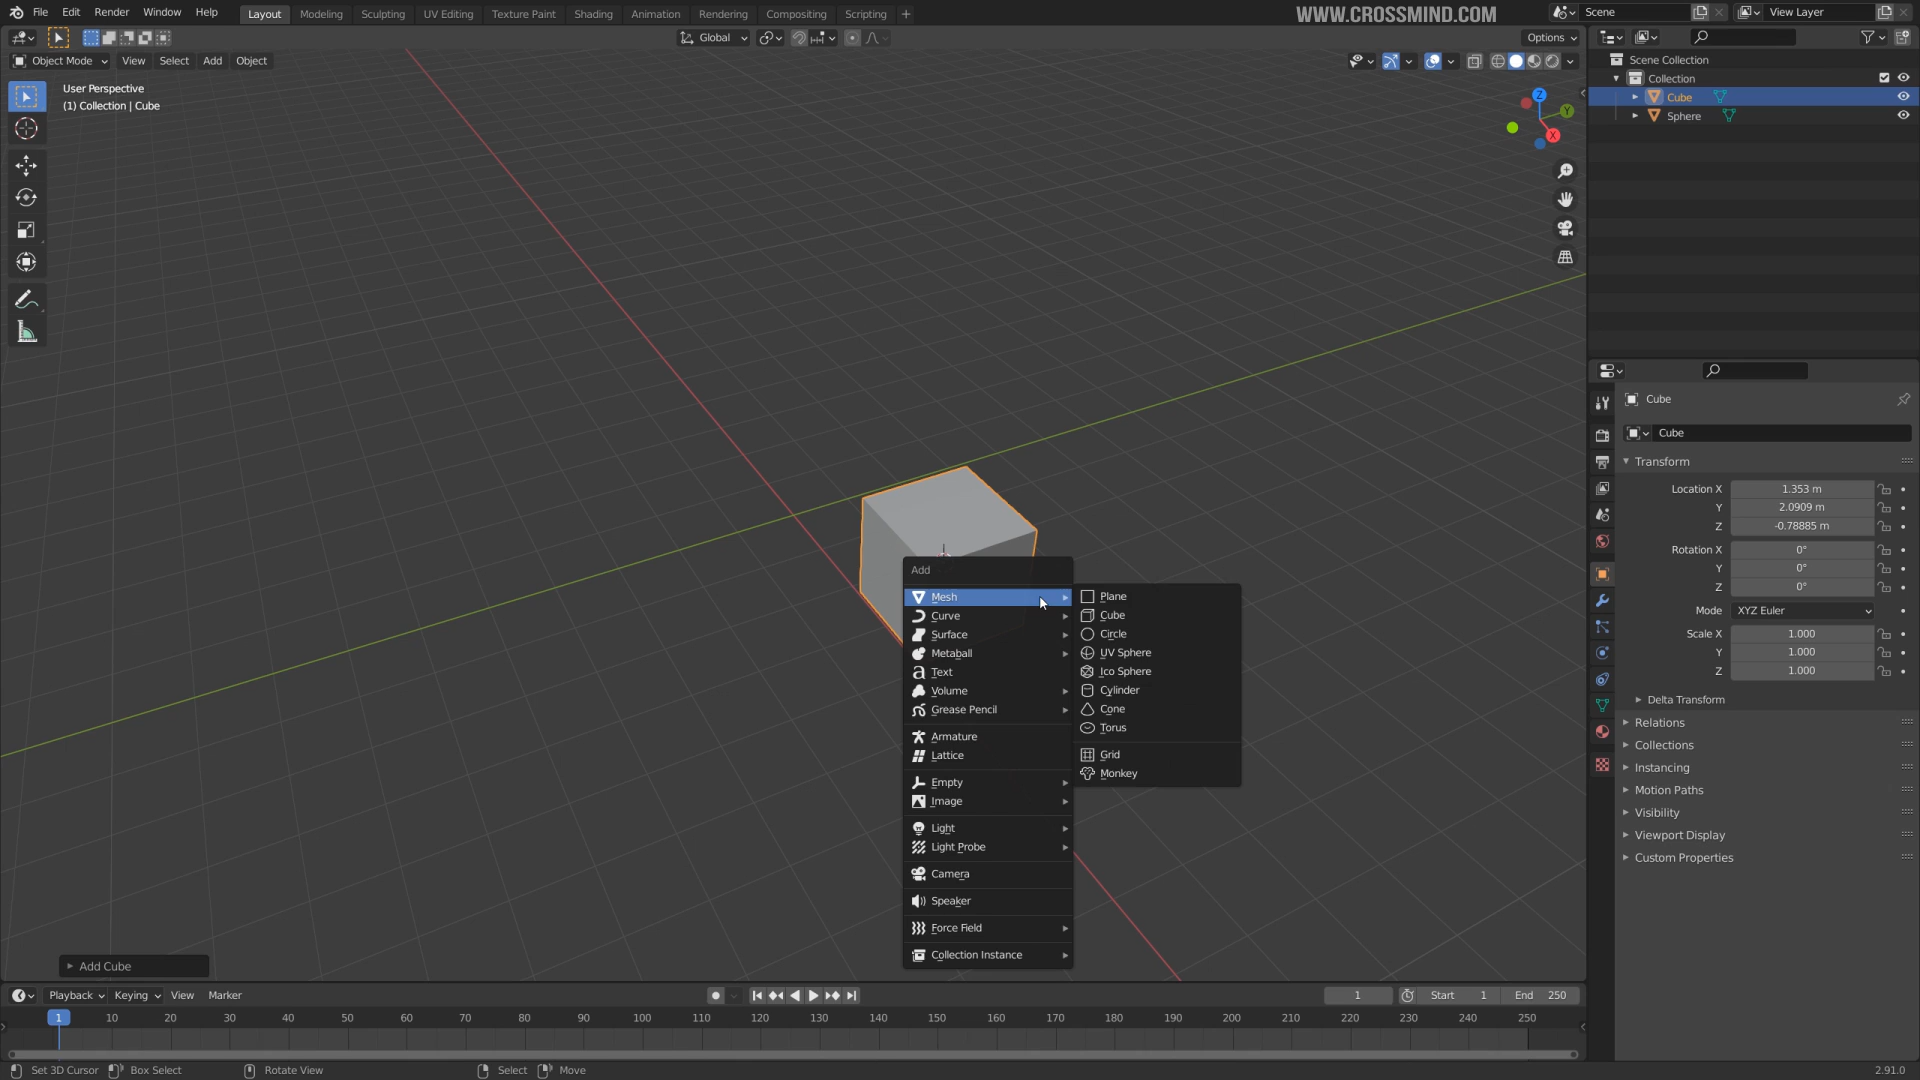 File Edit Render Window Help Layout Modeling Sculpting UV Editing Texture Paint Shading Animation Rendering Compositing Scripting + WWW.CROSSMIND.COM Scene View Layer
Global Options
Object Mode View Select Add Object
User Perspective
(1) Collection | Cube
Z
Y
X
Scene Collection
Collection
Cube
Sphere
Cube
Cube
Transform
Location X 1.353 m
Y 2.0909 m
Z -0.78885 m
Rotation X 0°
Y 0°
Z 0°
Mode XYZ Euler
Scale X 1.000
Y 1.000
Z 1.000
Delta Transform
Relations
Collections
Instancing
Motion Paths
Visibility
Viewport Display
Custom Properties
Add
Mesh
Curve
Surface
Metaball
Text
Volume
Grease Pencil
Armature
Lattice
Empty
Image
Light
Light Probe
Camera
Speaker
Force Field
Collection Instance
Plane
Cube
Circle
UV Sphere
Ico Sphere
Cylinder
Cone
Torus
Grid
Monkey
Add Cube
Playback Keying View Marker 1 Start 1 End 250
1 10 20 30 40 50 60 70 80 90 100 110 120 130 140 150 160 170 180 190 200 210 220 230 240 250
Set 3D Cursor Box Select Rotate View Select Move 2.91.0